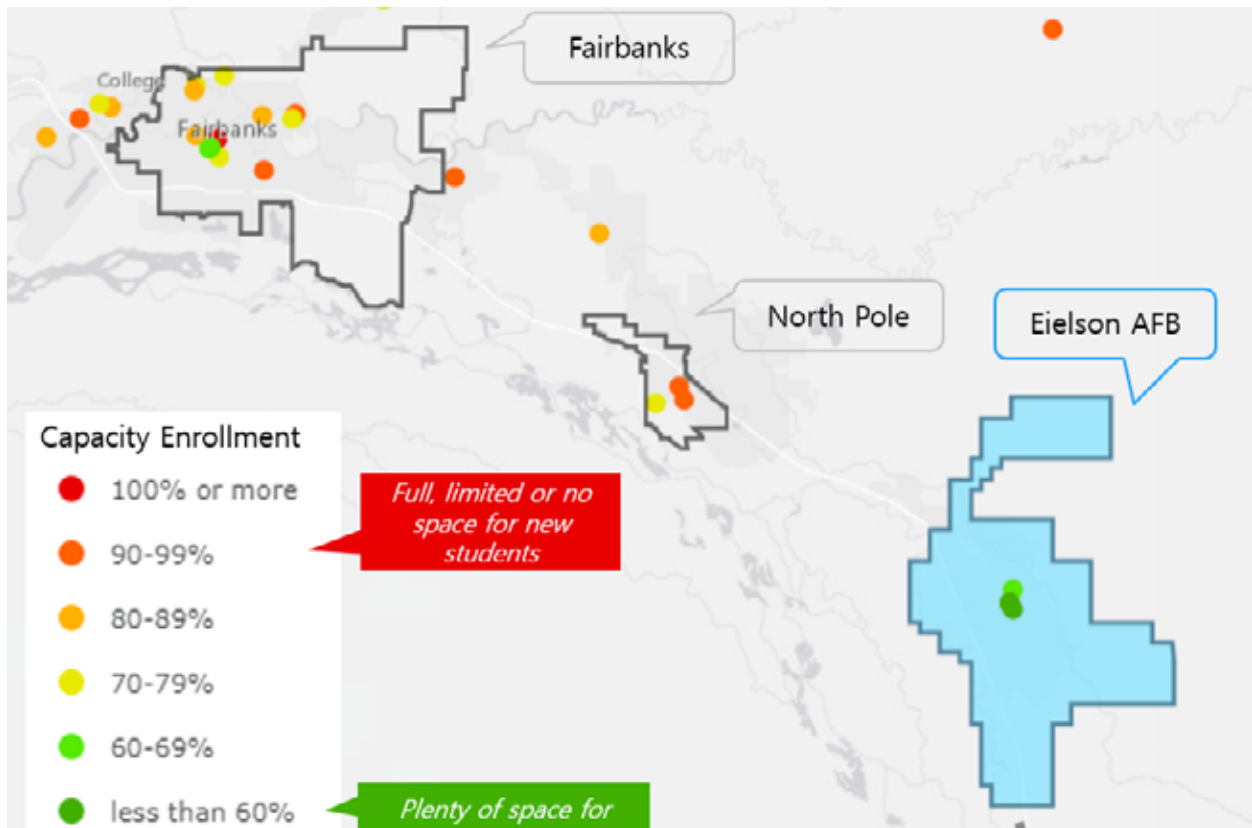 Fairbanks
College
Fairbanks
North Pole
Eielson AFB
Capacity Enrollment
100% or more
Full, limited or no
space for new
students
90-99%
80-89%
70-79%
60-69%
less than 60%
Plenty of space for